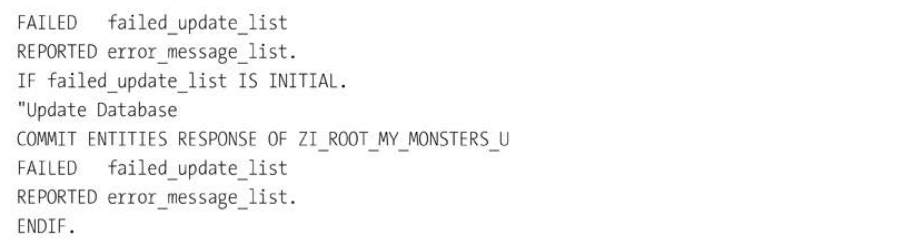 FAILED   failed_update_list
REPORTED error_message_list.
IF failed_update_list IS INITIAL.
"Update Database
COMMIT ENTITIES RESPONSE OF ZI_ROOT_MY_MONSTERS_U
FAILED   failed_update_list
REPORTED error_message_list.
ENDIF.